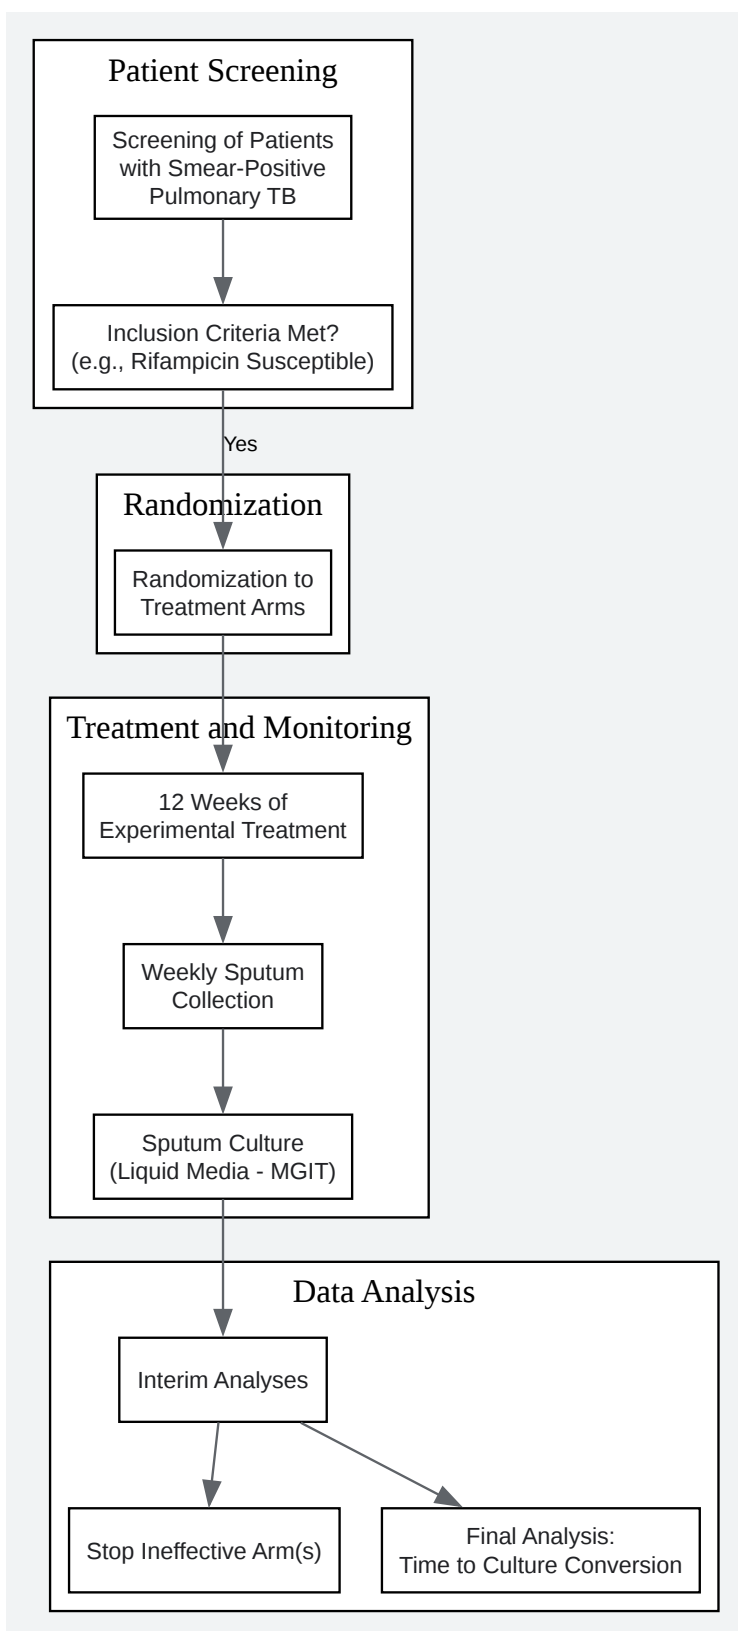 Patient Screening
Screening of Patients
with Smear-Positive
Pulmonary TB
Inclusion Criteria Met?
(e.g., Rifampicin Susceptible)
Yes
Randomization
Randomization to
Treatment Arms
Treatment and Monitoring
12 Weeks of
Experimental Treatment
Weekly Sputum
Collection
Sputum Culture
(Liquid Media - MGIT)
Data Analysis
Interim Analyses
Stop Ineffective Arm(s)
Final Analysis:
Time to Culture Conversion